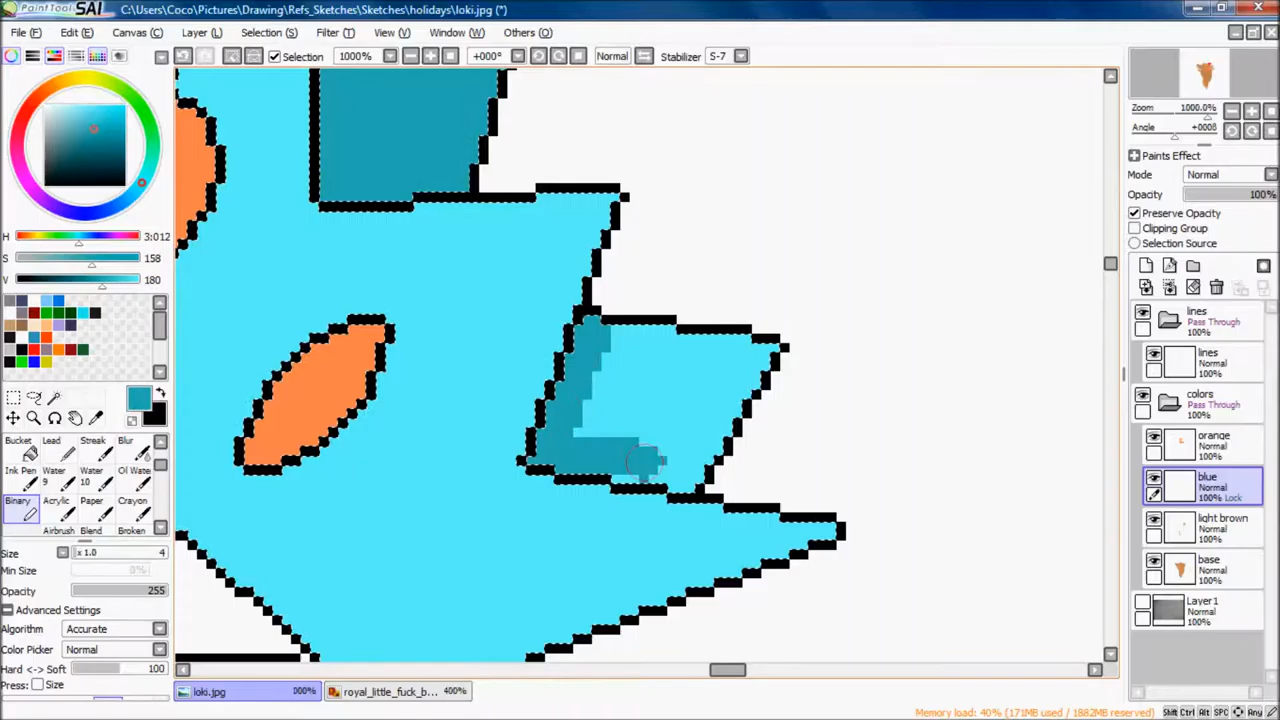 PaintTool SAI C:\Users\Coco\Pictures\Drawing\Refs_Sketches\Sketches\holidays\loki.jpg (*)
File (F) Edit (E) Canvas (C) Layer (L) Selection (S) Filter (T) View (V) Window (W) Others (O)
Selection 1000% +000° Normal Stabilizer S-7
Zoom 1000.0%
Angle +000β
Paints Effect
Mode Normal
Opacity 100%
Preserve Opacity
Clipping Group
Selection Source
H 3:012
S 158
V 180
lines
Pass Through
100%
lines
Normal
100%
colors
Pass Through
100%
orange
Normal
100%
blue
Normal
100% Lock
light brown
Normal
100%
base
Normal
100%
Layer1
Normal
100%
Bucket Lead Streak Blur
Ink Pen Water 9 Water 10 Oil Water
Binary Acrylic Paper Crayon
Airbrush Blend Broken
Size x 1.0 4
Min Size 0%
Opacity 255
Advanced Settings
Algorithm Accurate
Color Picker Normal
Hard <-> Soft 100
Press: Size
loki.jpg 000% royal_little_fuck_b... 400%
Memory load: 40% (171MB used / 1882MB reserved) Shift Ctrl Alt SPC Any